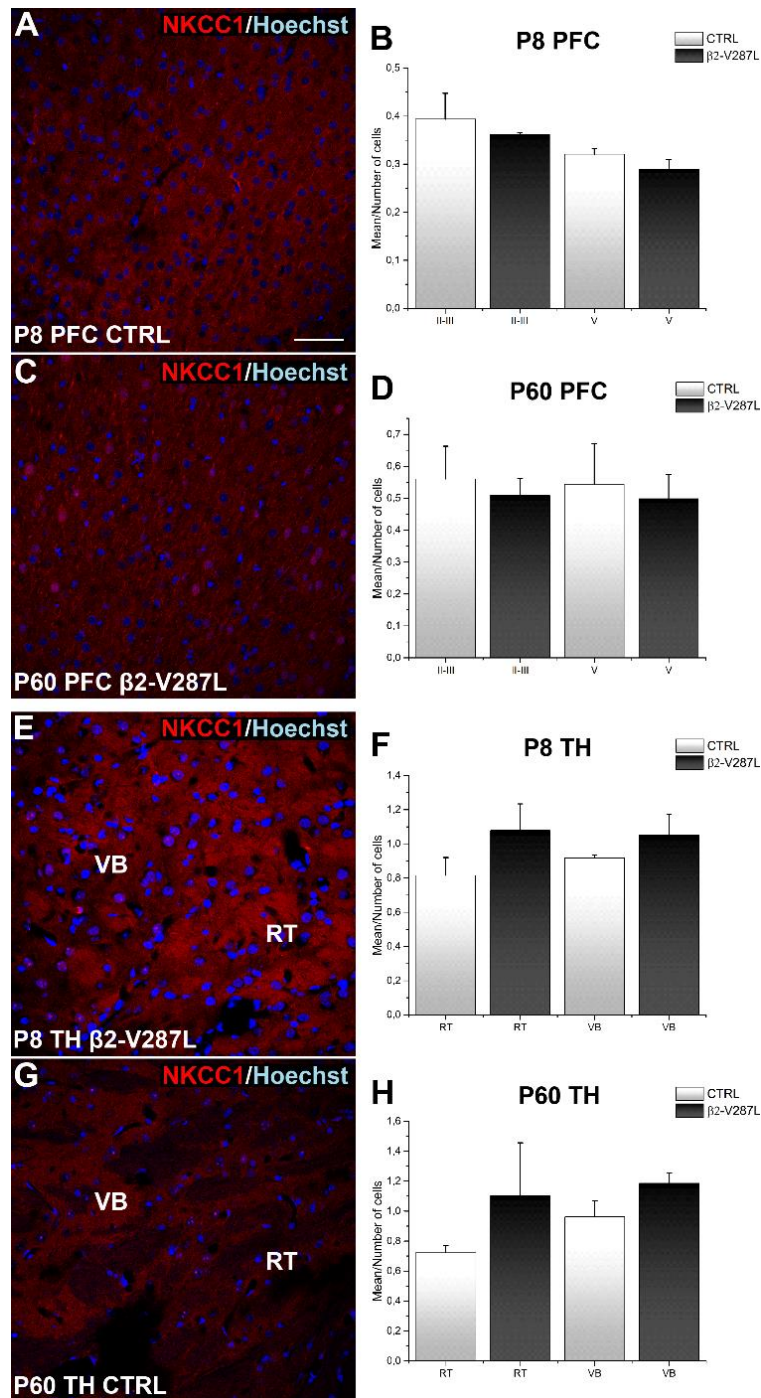 A
NKCC1/Hoechst
P8 PFC CTRL
B
P8 PFC
CTRL
β2-V287L
Mean/Number of cells
0,5
0,4
0,3
0,2
0,1
0,0
II-III
II-III
V
V
C
NKCC1/Hoechst
P60 PFC β2-V287L
D
P60 PFC
CTRL
β2-V287L
Mean/Number of cells
0,7
0,6
0,5
0,4
0,3
0,2
0,1
0,0
II-III
II-III
V
V
E
NKCC1/Hoechst
VB
RT
P8 TH β2-V287L
F
P8 TH
CTRL
β2-V287L
Mean/Number of cells
1,4
1,2
1,0
0,8
0,6
0,4
0,2
0,0
RT
RT
VB
VB
G
NKCC1/Hoechst
VB
RT
P60 TH CTRL
H
P60 TH
CTRL
β2-V287L
Mean/Number of cells
1,6
1,4
1,2
1,0
0,8
0,6
0,4
0,2
0,0
RT
RT
VB
VB